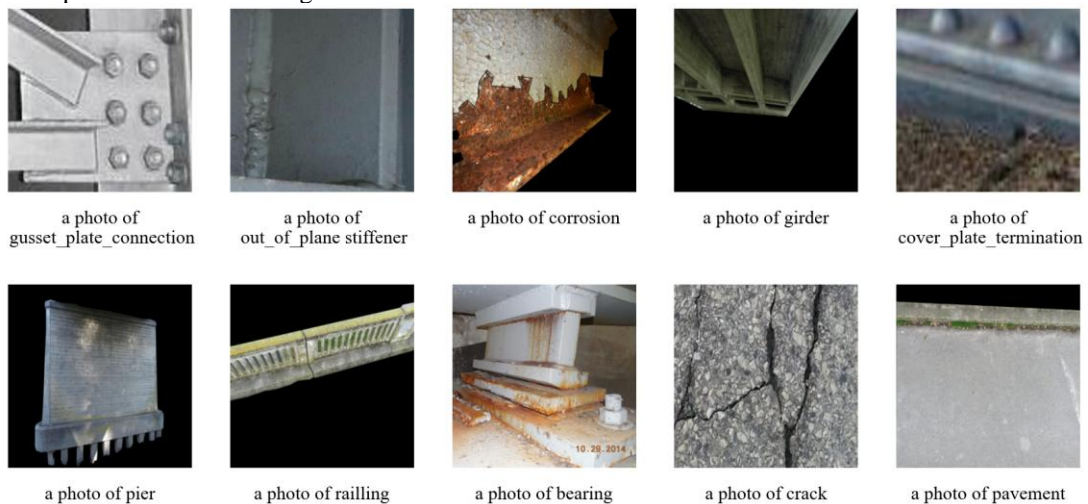 a photo of
gusset_plate_connection
a photo of
out_of_plane stiffener
a photo of corrosion
a photo of girder
a photo of
cover_plate_termination
10.29.2014
a photo of pier
a photo of railling
a photo of bearing
a photo of crack
a photo of pavement